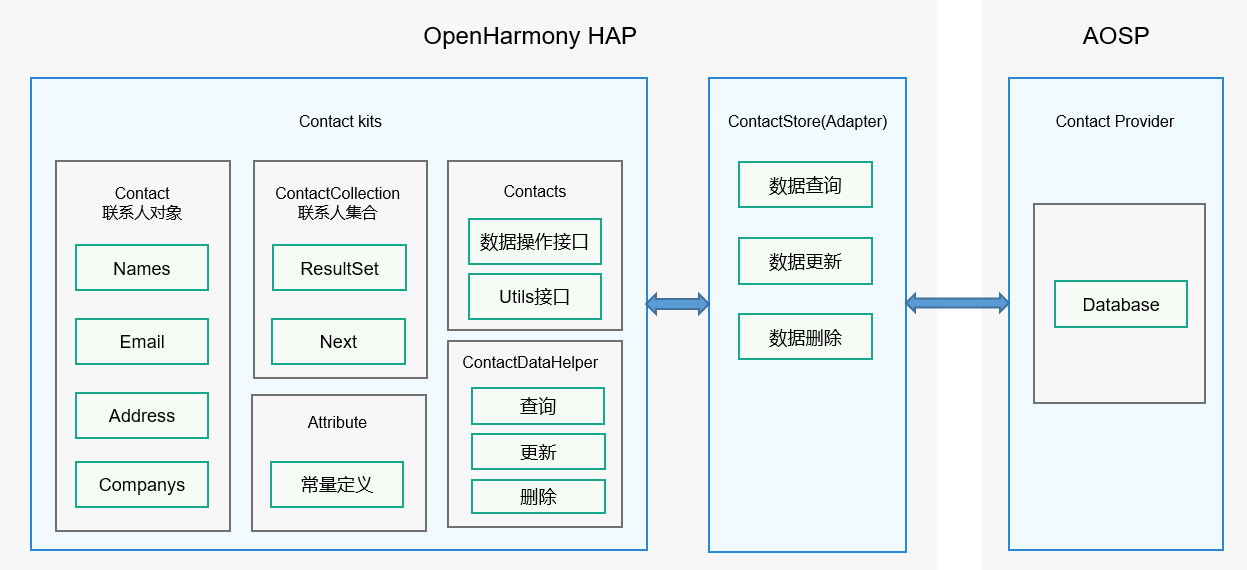 OpenHarmony HAP
AOSP
Contact kits
Contact
联系人对象
Names
Email
Address
Companys
ContactCollection
联系人集合
ResultSet
Next
Attribute
常量定义
Contacts
数据操作接口
Utils接口
ContactDataHelper
查询
更新
删除
ContactStore(Adapter)
数据查询
数据更新
数据删除
Contact Provider
Database